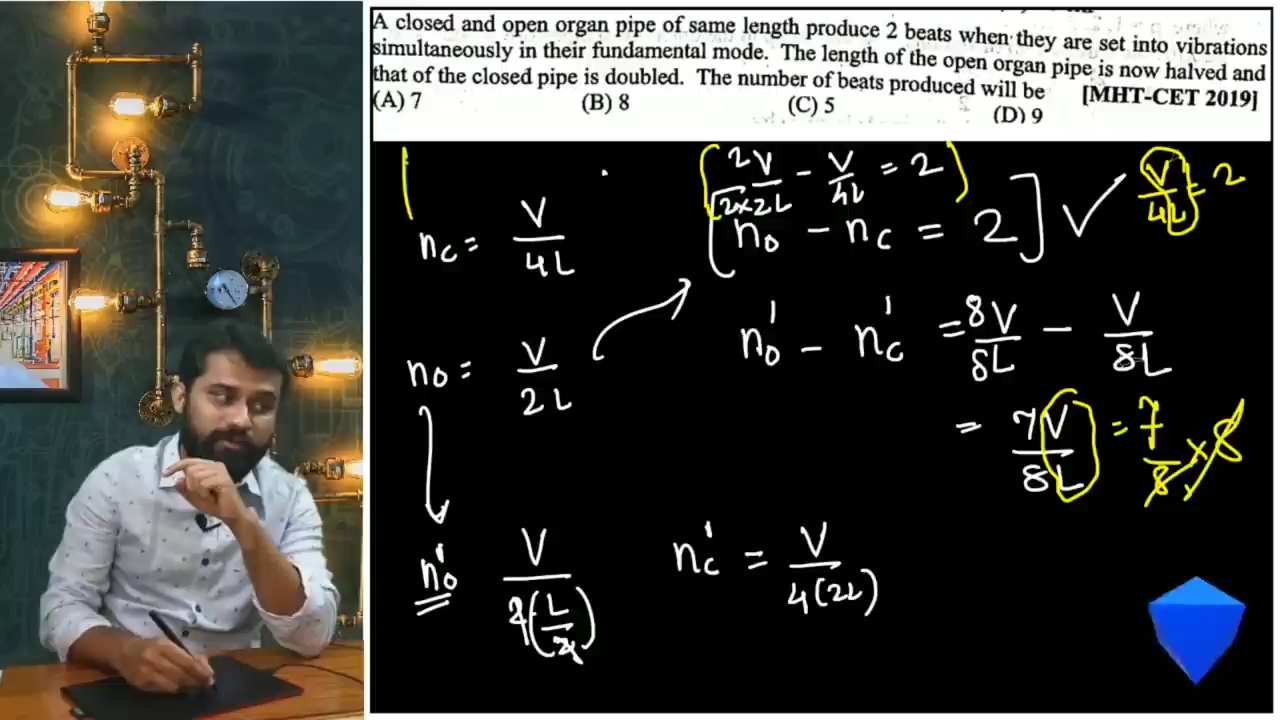 A closed and open organ pipe of same length produce 2 beats when they are set into vibrations
simultaneously in their fundamental mode. The length of the open organ pipe is now halved and
that of the closed pipe is doubled. The number of beats produced will be [MHT-CET 2019]
(A) 7 (B) 8 (C) 5 (D) 9
2V/2×2L - V/4L = 2
V/4L = 2
nc = V/4L
[no - nc = 2] ✓
no' - nc' = 8V/8L - V/8L
no = V/2L
= 7V/8L = 7/8 × 8
no' V/2(L/2)
nc' = V/4(2L)